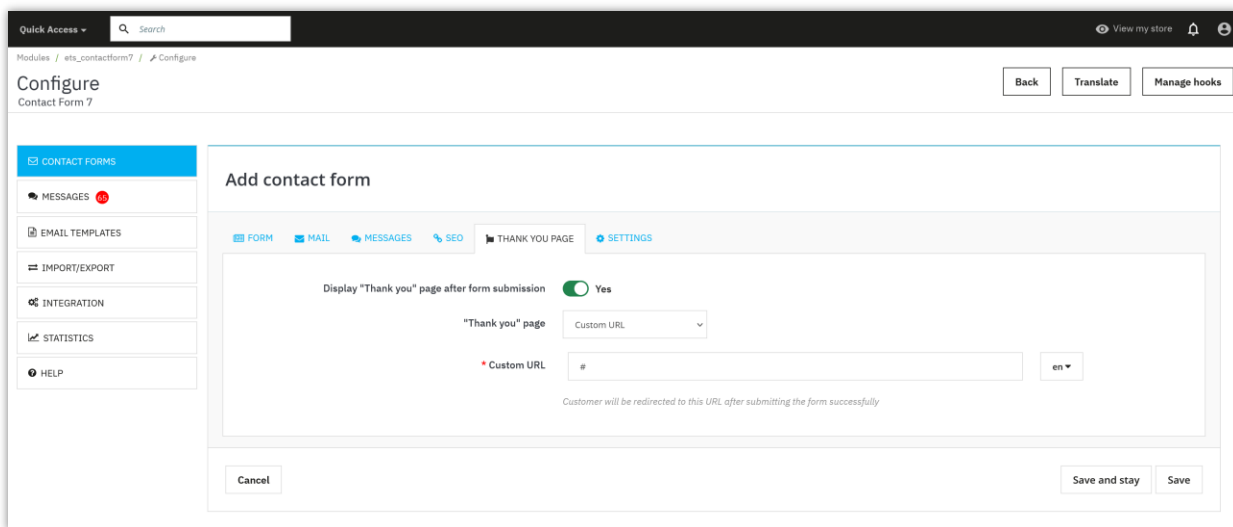 Quick Access
Search
View my store
Modules / ets_contactform7 / Configure
Configure
Contact Form 7
Back
Translate
Manage hooks
CONTACT FORMS
MESSAGES 65
EMAIL TEMPLATES
IMPORT/EXPORT
INTEGRATION
STATISTICS
HELP
Add contact form
FORM MAIL MESSAGES SEO THANK YOU PAGE SETTINGS
Display "Thank you" page after form submission Yes
"Thank you" page Custom URL
* Custom URL # en
Customer will be redirected to this URL after submitting the form successfully
Cancel
Save and stay
Save